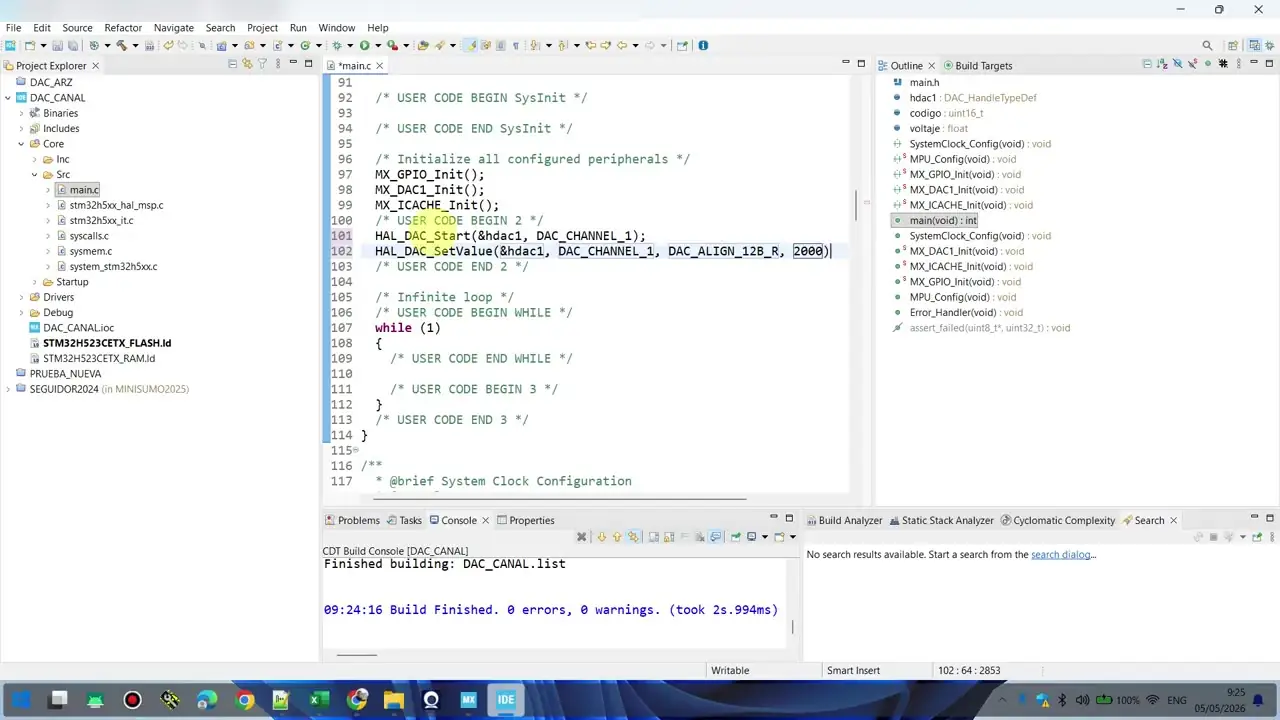 File Edit Source Refactor Navigate Search Project Run Window Help
Project Explorer
DAC_ARZ
DAC_CANAL
Binaries
Includes
Core
Inc
Src
main.c
stm32h5xx_hal_msp.c
stm32h5xx_it.c
syscalls.c
sysmem.c
system_stm32h5xx.c
Startup
Drivers
Debug
DAC_CANAL.ioc
STM32H523CETX_FLASH.ld
STM32H523CETX_RAM.ld
PRUEBA_NUEVA
SEGUIDOR2024 (in MINISUMO2025)
*main.c
91
92 /* USER CODE BEGIN SysInit */
93
94 /* USER CODE END SysInit */
95
96 /* Initialize all configured peripherals */
97 MX_GPIO_Init();
98 MX_DAC1_Init();
99 MX_ICACHE_Init();
100 /* USER CODE BEGIN 2 */
101 HAL_DAC_Start(&hdac1, DAC_CHANNEL_1);
102 HAL_DAC_SetValue(&hdac1, DAC_CHANNEL_1, DAC_ALIGN_12B_R, 2000)
103 /* USER CODE END 2 */
104
105 /* Infinite loop */
106 /* USER CODE BEGIN WHILE */
107 while (1)
108 {
109 /* USER CODE END WHILE */
110
111 /* USER CODE BEGIN 3 */
112 }
113 /* USER CODE END 3 */
114 }
115
116 /**
117 * @brief System Clock Configuration
Outline Build Targets
main.h
hdac1 : DAC_HandleTypeDef
codigo : uint16_t
voltaje : float
SystemClock_Config(void) : void
MPU_Config(void) : void
MX_GPIO_Init(void) : void
MX_DAC1_Init(void) : void
MX_ICACHE_Init(void) : void
main(void) : int
SystemClock_Config(void) : void
MX_DAC1_Init(void) : void
MX_ICACHE_Init(void) : void
MX_GPIO_Init(void) : void
MPU_Config(void) : void
Error_Handler(void) : void
assert_failed(uint8_t*, uint32_t) : void
Problems Tasks Console Properties
CDT Build Console [DAC_CANAL]
Finished building: DAC_CANAL.list
09:24:16 Build Finished. 0 errors, 0 warnings. (took 2s.994ms)
Build Analyzer Static Stack Analyzer Cyclomatic Complexity Search
No search results available. Start a search from the search dialog...
Writable Smart Insert 102 : 64 : 2853
MX IDE 100% ENG 9:25
05/05/2026